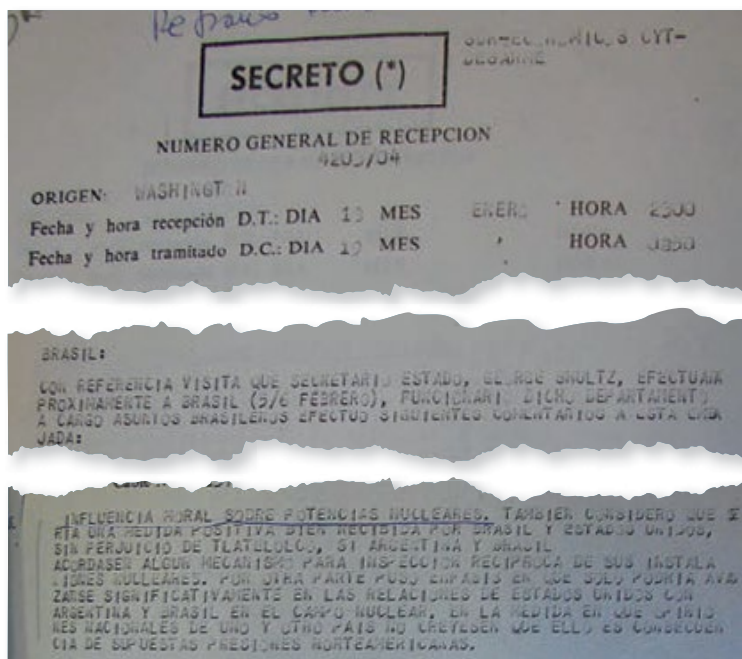 SECRETO (*)
NUMERO GENERAL DE RECEPCION
ORIGEN: WASHINGTON
Fecha y hora recepción D.T.: DIA MES ENERO HORA 2300
Fecha y hora tramitado D.C.: DIA 19 MES " HORA
BRASIL:
CON REFERENCIA VISITA QUE SECRETARIO ESTADO, GEORGE SHULTZ, EFECTUARA
PROXIMAMENTE A BRASIL (5/6 FEBRERO), FUNCIONARIO DICHO DEPARTAMENTO
A CARGO ASUNTOS BRASILEÑOS EFECTUO SIGUIENTES COMENTARIOS A ESTA EMBA
JADA:
INFLUENCIA MORAL SOBRE POTENCIAS NUCLEARES. TAMBIEN CONSIDERO QUE SE
RIA UNA MEDIDA POSITIVA BIEN RECIBIDA POR BRASIL Y ESTADOS UNIDOS,
SIN PERJUICIO DE TLATELOLCO, SI ARGENTINA Y BRASIL
ACORDASEN ALGUN MECANISMO PARA INSPECCION RECIPROCA DE SUS INSTALA
IONES NUCLEARES. POR OTRA PARTE PUSO ENFASIS EN QUE SOLO PODRIA AVAN
ZARSE SIGNIFICATIVAMENTE EN LAS RELACIONES DE ESTADOS UNIDOS CON
ARGENTINA Y BRASIL EN EL CAMPO NUCLEAR, EN LA MEDIDA EN QUE OPINIO
NES NACIONALES DE UNO Y OTRO PAIS NO CREYESEN QUE ELLO ES CONSECUEN
CIA DE SUPUESTAS PRESIONES NORTEAMERICANAS.